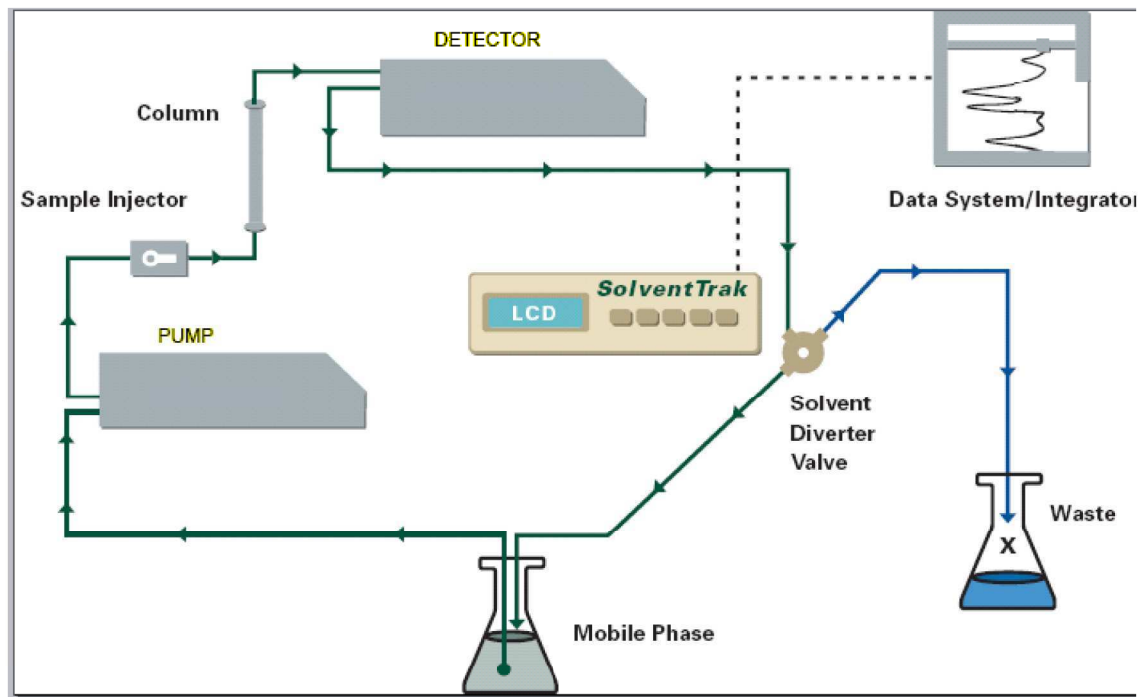 DETECTOR
Column
Sample Injector
Data System/Integrator
SolventTrak
LCD
PUMP
Solvent
Diverter
Valve
Waste
X
Mobile Phase